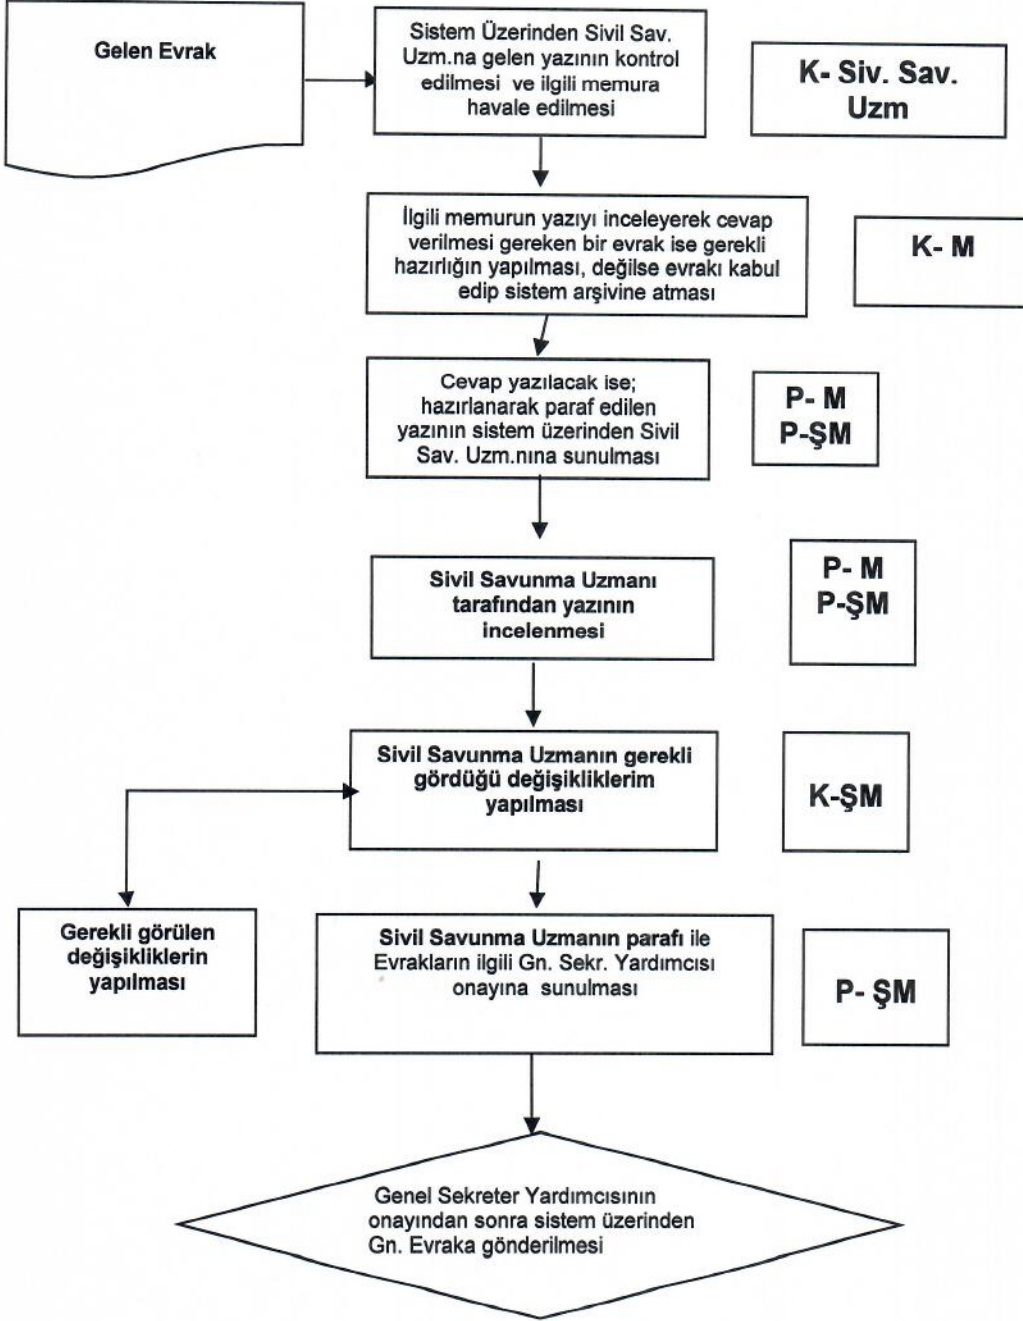 Gelen Evrak
Sistem Üzerinden Sivil Sav.
Uzm.na gelen yazının kontrol
edilmesi ve ilgili memura
havale edilmesi
K- Siv. Sav.
Uzm
İlgili memurun yazıyı inceleyerek cevap
verilmesi gereken bir evrak ise gerekli
hazırlığın yapılması, değilse evrakı kabul
edip sistem arşivine atması
K- M
Cevap yazılacak ise;
hazırlanarak paraf edilen
yazının sistem üzerinden Sivil
Sav. Uzm.nına sunulması
P- M
P-ŞM
Sivil Savunma Uzmanı
tarafından yazının
incelenmesi
P- M
P-ŞM
Sivil Savunma Uzmanın gerekli
gördüğü değişikliklerim
yapılması
K-ŞM
Gerekli görülen
değişikliklerin
yapılması
Sivil Savunma Uzmanın parafı ile
Evrakların ilgili Gn. Sekr. Yardımcısı
onayına sunulması
P- ŞM
Genel Sekreter Yardımcısının
onayından sonra sistem üzerinden
Gn. Evraka gönderilmesi